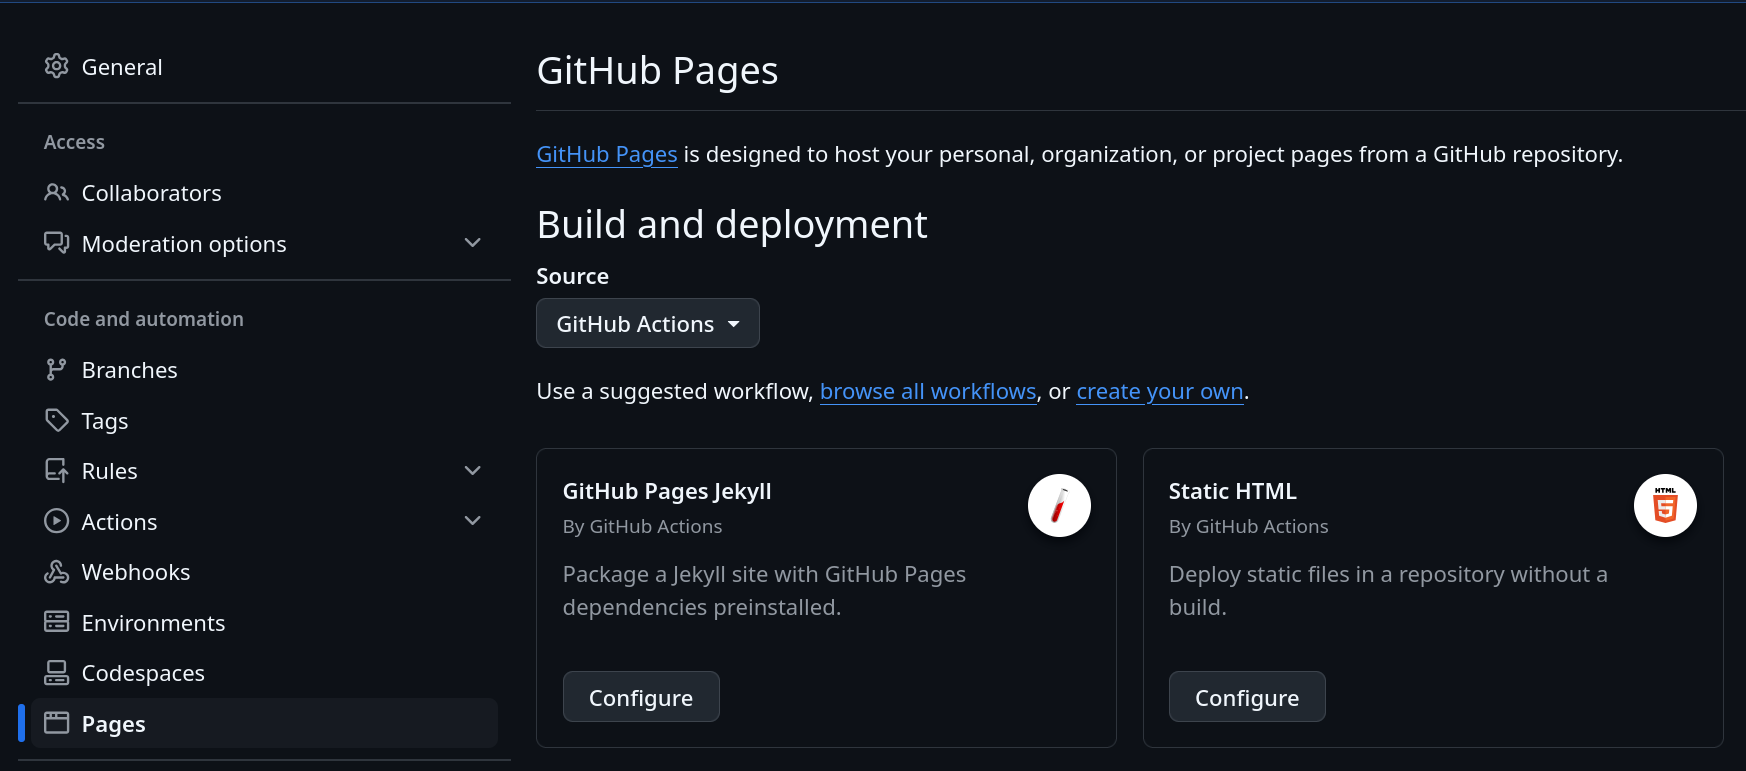 General
Access
Collaborators
Moderation options
Code and automation
Branches
Tags
Rules
Actions
Webhooks
Environments
Codespaces
Pages
GitHub Pages
GitHub Pages is designed to host your personal, organization, or project pages from a GitHub repository.
Build and deployment
Source
GitHub Actions
Use a suggested workflow, browse all workflows, or create your own.
GitHub Pages Jekyll
By GitHub Actions
Package a Jekyll site with GitHub Pages
dependencies preinstalled.
Configure
Static HTML
By GitHub Actions
HTML
5
Deploy static files in a repository without a
build.
Configure